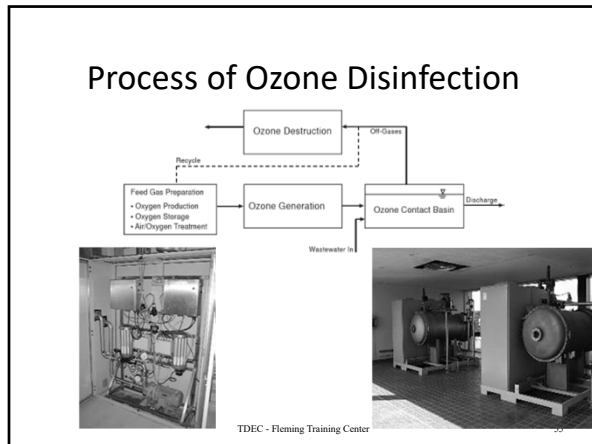 Process of Ozone Disinfection
Ozone Destruction
Off-Gases
Recycle
Feed Gas Preparation
• Oxygen Production
• Oxygen Storage
• Air/Oxygen Treatment
Ozone Generation
Ozone Contact Basin
Discharge
Wastewater In
TDEC - Fleming Training Center